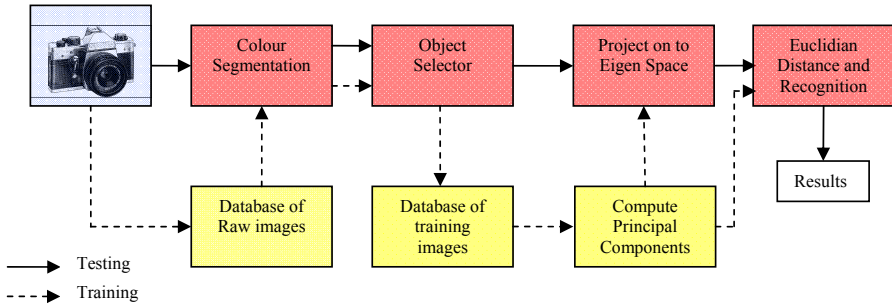 Colour
Segmentation
Object
Selector
Project on to
Eigen Space
Euclidian
Distance and
Recognition
Results
Database of
Raw images
Database of
training
images
Compute
Principal
Components
Testing
Training